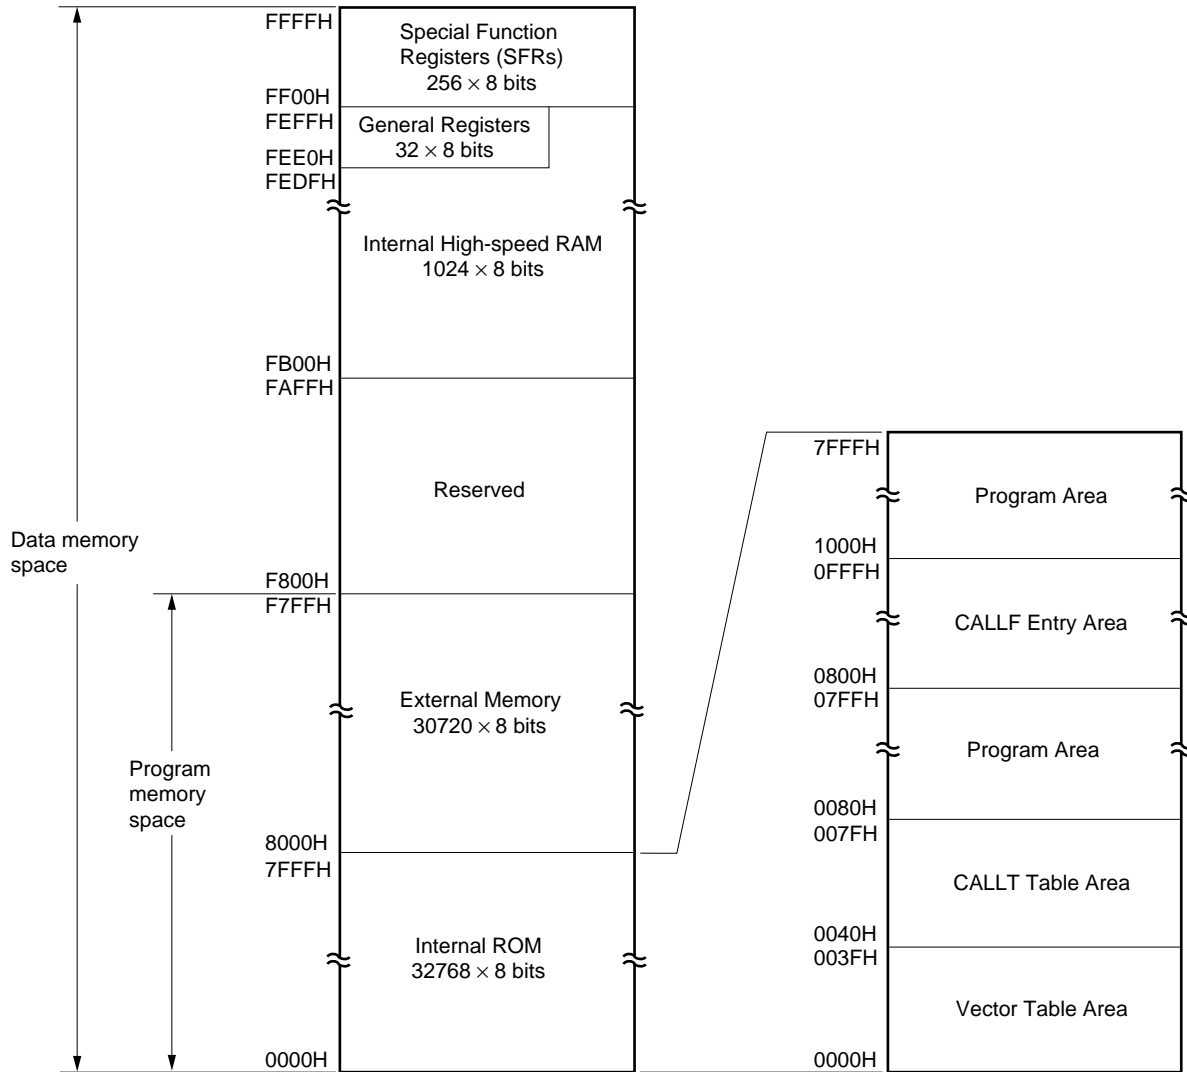 FFFFH
Special Function
Registers (SFRs)
256 × 8 bits
FF00H
FEFFH
General Registers
32 × 8 bits
FEE0H
FEDFH
Internal High-speed RAM
1024 × 8 bits
FB00H
FAFFH
Reserved
Data memory
space
F800H
F7FFH
External Memory
30720 × 8 bits
Program
memory
space
8000H
7FFFH
Internal ROM
32768 × 8 bits
0000H
7FFFH
Program Area
1000H
0FFFH
CALLF Entry Area
0800H
07FFH
Program Area
0080H
007FH
CALLT Table Area
0040H
003FH
Vector Table Area
0000H